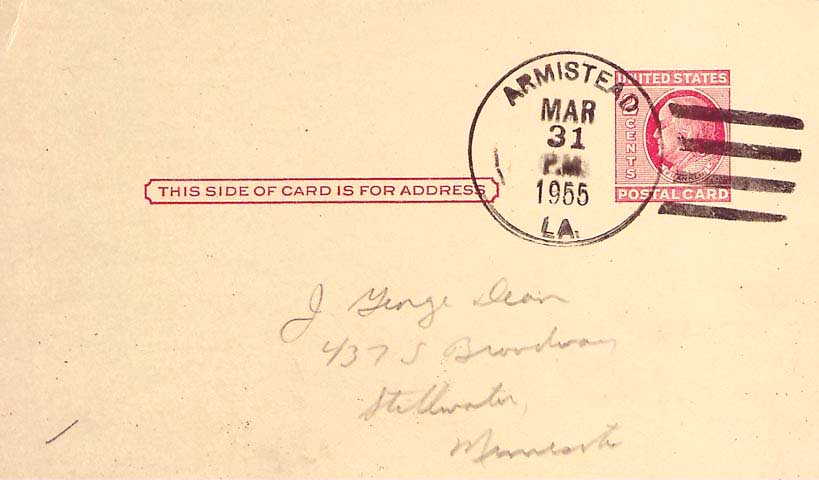 ARMISTEAD
MAR
31
P.M.
1955
LA.
UNITED STATES
2 CENTS
FRANKLIN
POSTAL CARD
THIS SIDE OF CARD IS FOR ADDRESS
J George Dean
437 S Broadway
Stillwater,
Minnesota